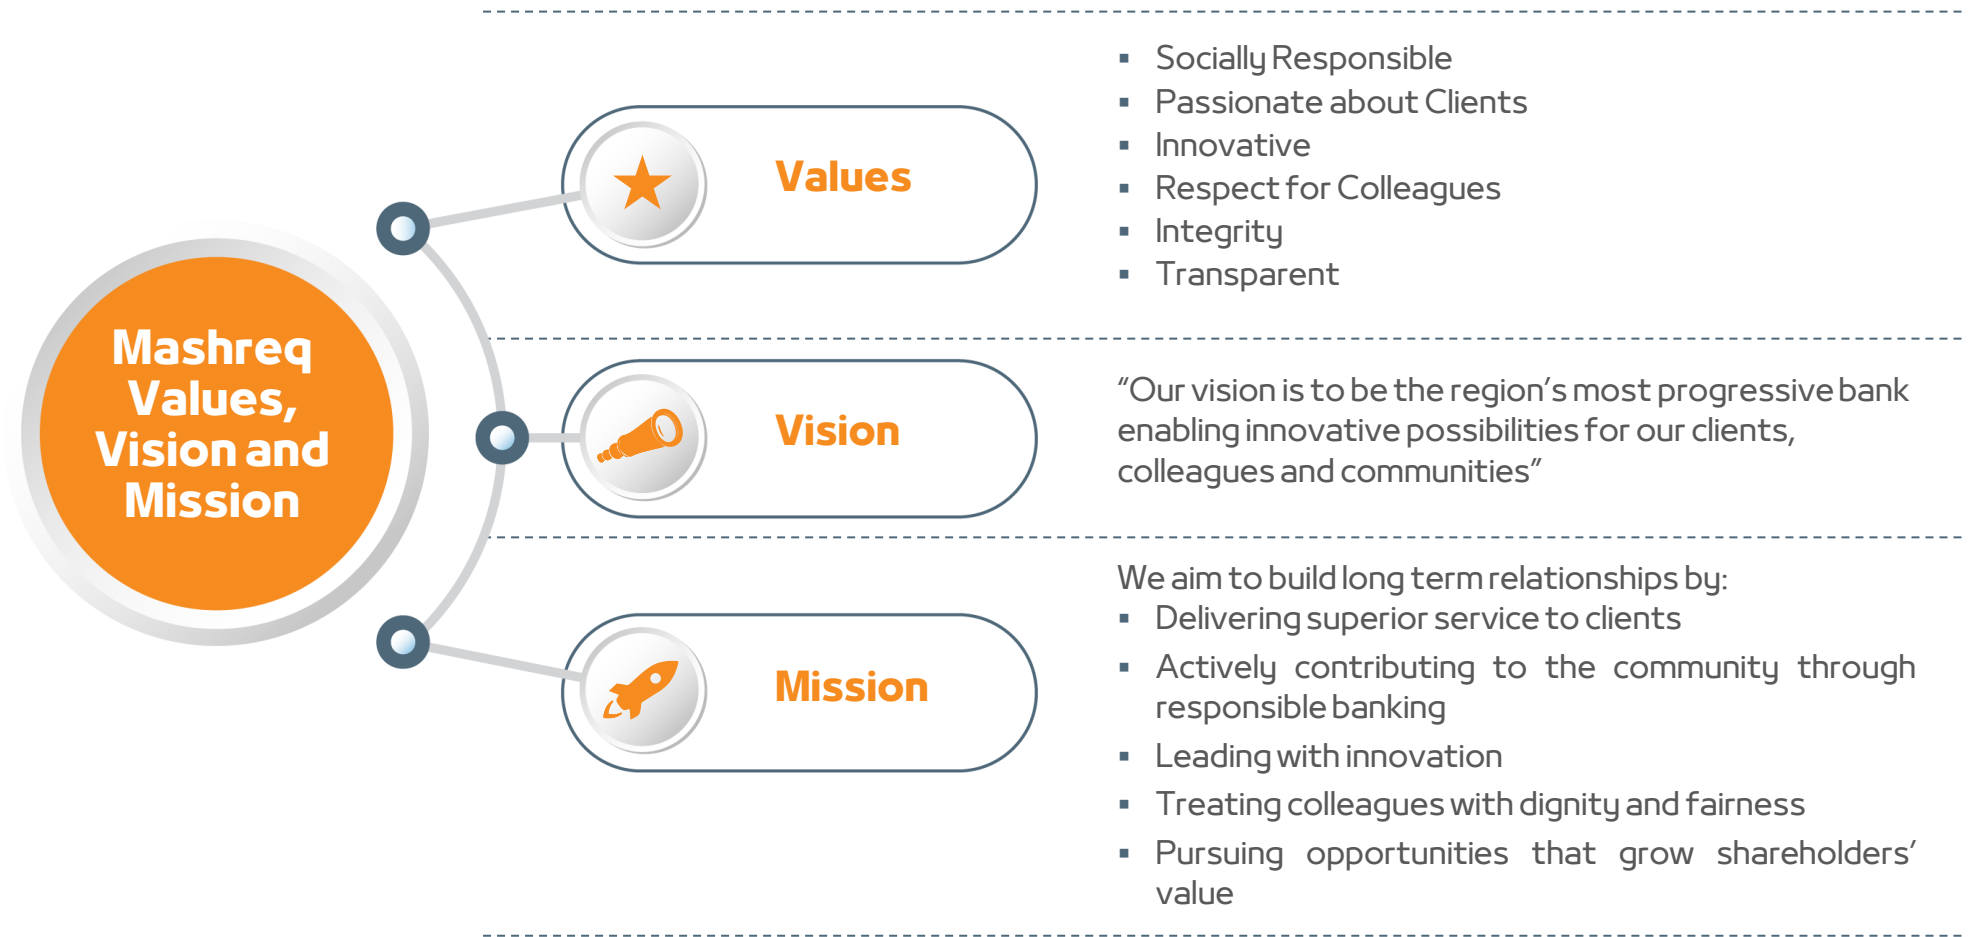 Mashreq
Values,
Vision and
Mission
Values
▪ Socially Responsible
▪ Passionate about Clients
▪ Innovative
▪ Respect for Colleagues
▪ Integrity
▪ Transparent
Vision
“Our vision is to be the region’s most progressive bank
enabling innovative possibilities for our clients,
colleagues and communities”
Mission
We aim to build long term relationships by:
▪ Delivering superior service to clients
▪ Actively contributing to the community through
responsible banking
▪ Leading with innovation
▪ Treating colleagues with dignity and fairness
▪ Pursuing opportunities that grow shareholders’
value